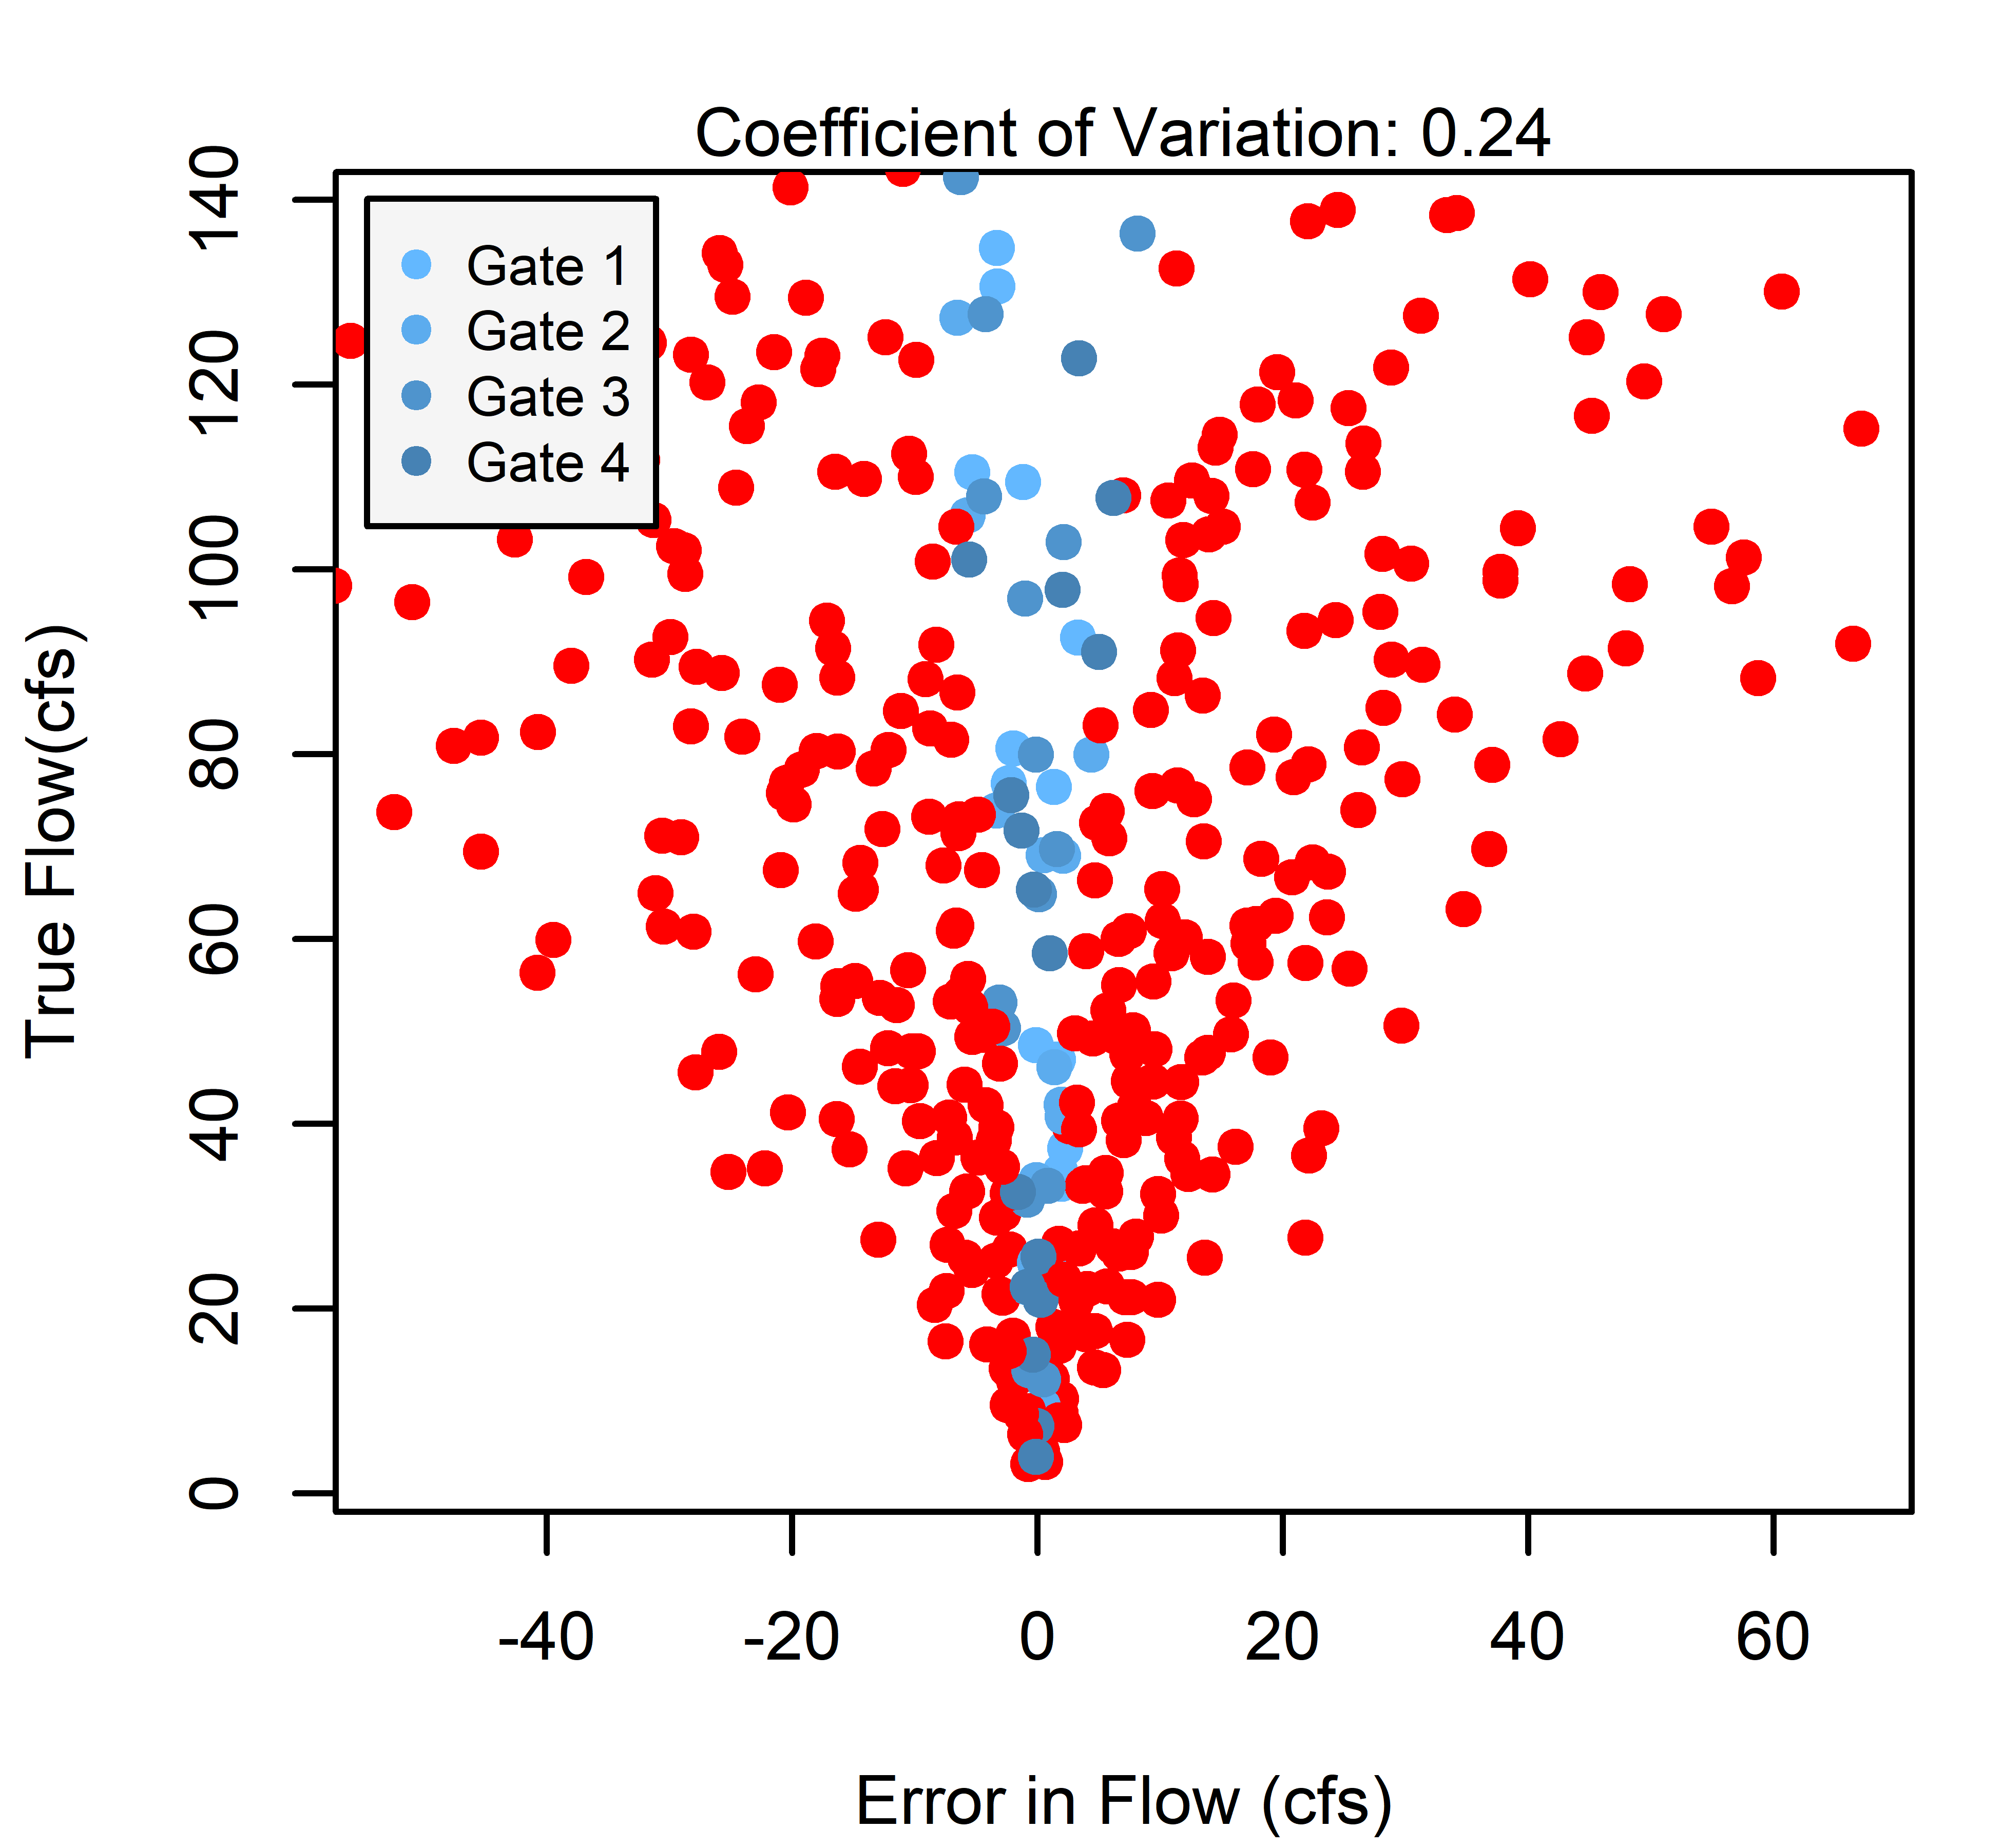 Coefficient of Variation: 0.24
140
120
100
80
60
40
20
0
True Flow(cfs)
Gate 1
Gate 2
Gate 3
Gate 4
-40 -20 0 20 40 60
Error in Flow (cfs)